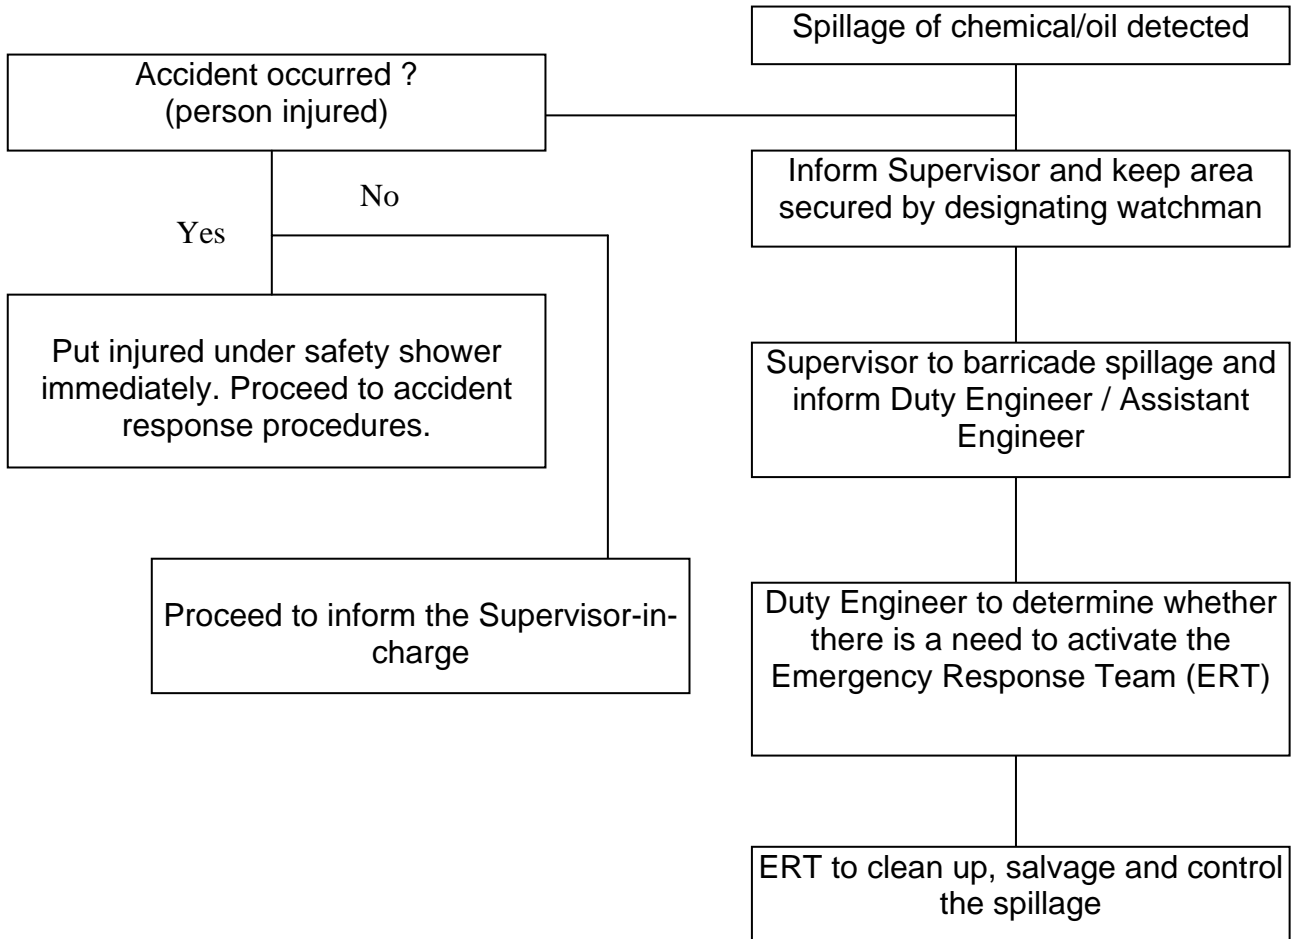 Spillage of chemical/oil detected
Accident occurred ?
(person injured)
Inform Supervisor and keep area
secured by designating watchman
No
Yes
Put injured under safety shower
immediately. Proceed to accident
response procedures.
Supervisor to barricade spillage and
inform Duty Engineer / Assistant
Engineer
Proceed to inform the Supervisor-in-
charge
Duty Engineer to determine whether
there is a need to activate the
Emergency Response Team (ERT)
ERT to clean up, salvage and control
the spillage